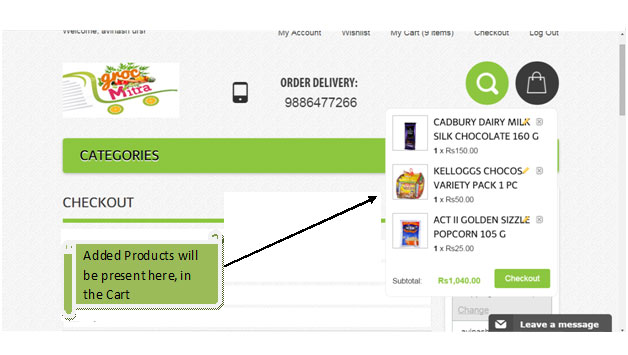 Welcome, avinash ursi
My Account Wishlist My Cart (9 items) Checkout Log Out
groc
Mitra
ORDER DELIVERY:
9886477266
CADBURY DAIRY MILK
SILK CHOCOLATE 160 G
1 x Rs150.00
CATEGORIES
KELLOGGS CHOCOS
VARIETY PACK 1 PC
1 x Rs50.00
CHECKOUT
ACT II GOLDEN SIZZLE
POPCORN 105 G
1 x Rs25.00
Added Products will
be present here, in
the Cart
Subtotal: Rs1,040.00 Checkout
Change
Leave a message